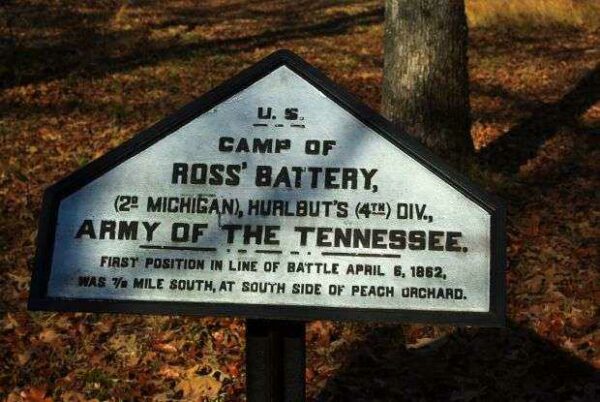 U. S.
CAMP OF
ROSS' BATTERY,
(2D MICHIGAN), HURLBUT'S (4TH) DIV.,
ARMY OF THE TENNESSEE.
FIRST POSITION IN LINE OF BATTLE APRIL 6, 1862,
WAS 7/8 MILE SOUTH, AT SOUTH SIDE OF PEACH ORCHARD.